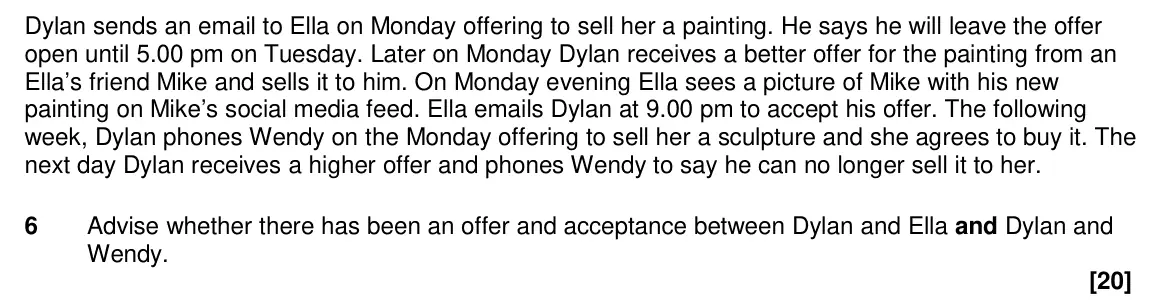 Dylan sends an email to Ella on Monday offering to sell her a painting. He says he will leave the offer
open until 5.00 pm on Tuesday. Later on Monday Dylan receives a better offer for the painting from an
Ella’s friend Mike and sells it to him. On Monday evening Ella sees a picture of Mike with his new
painting on Mike’s social media feed. Ella emails Dylan at 9.00 pm to accept his offer. The following
week, Dylan phones Wendy on the Monday offering to sell her a sculpture and she agrees to buy it. The
next day Dylan receives a higher offer and phones Wendy to say he can no longer sell it to her.
6 Advise whether there has been an offer and acceptance between Dylan and Ella and Dylan and
Wendy.
[20]